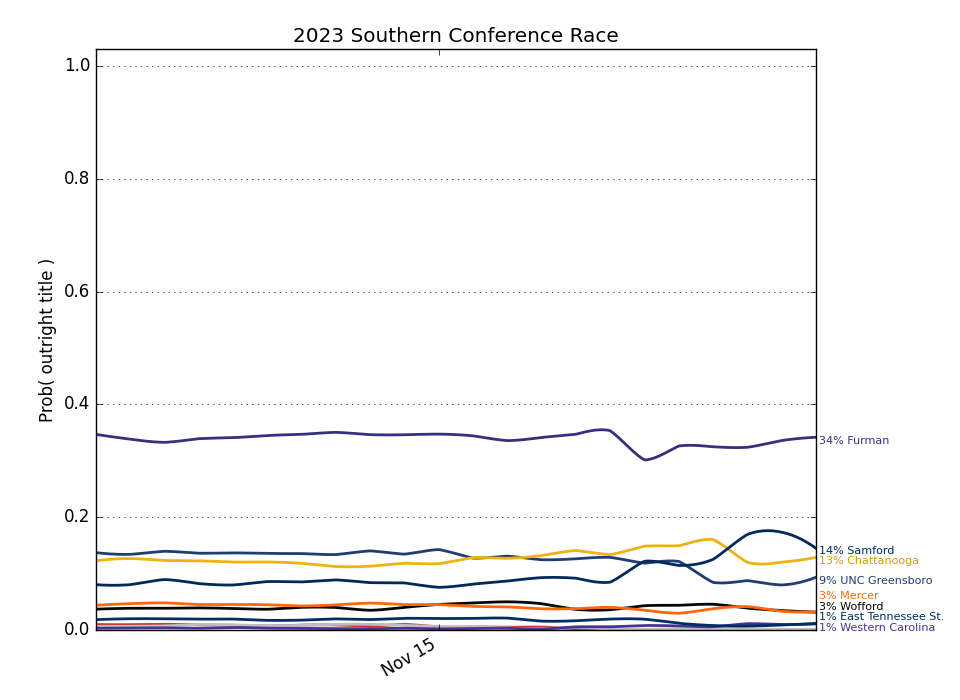 2023 Southern Conference Race
1.0
0.8
0.6
0.4
0.2
0.0
Prob( outright title )
Nov 15
34% Furman
14% Samford
13% Chattanooga
9% UNC Greensboro
3% Mercer
3% Wofford
1% East Tennessee St.
1% Western Carolina